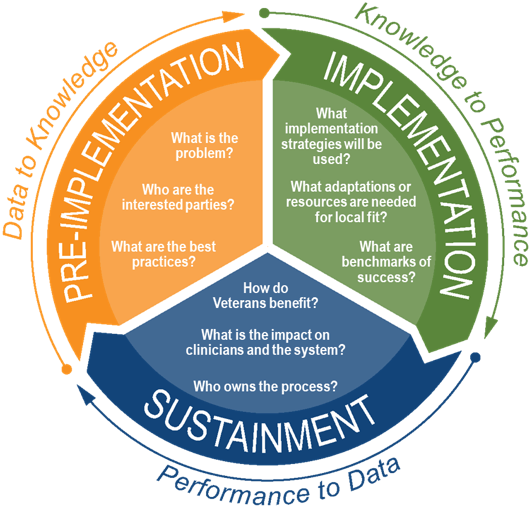 Data to Knowledge
PRE-IMPLEMENTATION
What is the
problem?
Who are the
interested parties?
What are the best
practices?
Knowledge to Performance
IMPLEMENTATION
What
implementation
strategies will be
used?
What adaptations or
resources are needed
for local fit?
What are
benchmarks of
success?
How do
Veterans benefit?
What is the impact on
clinicians and the system?
Who owns the process?
SUSTAINMENT
Performance to Data